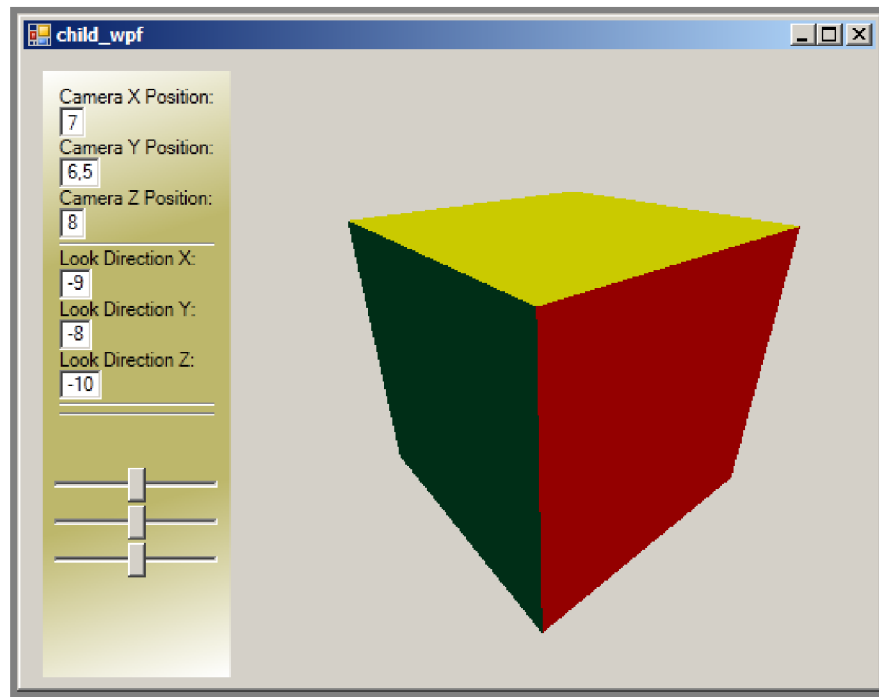 child_wpf
Camera X Position:
7
Camera Y Position:
6,5
Camera Z Position:
8
Look Direction X:
-9
Look Direction Y:
-8
Look Direction Z:
-10